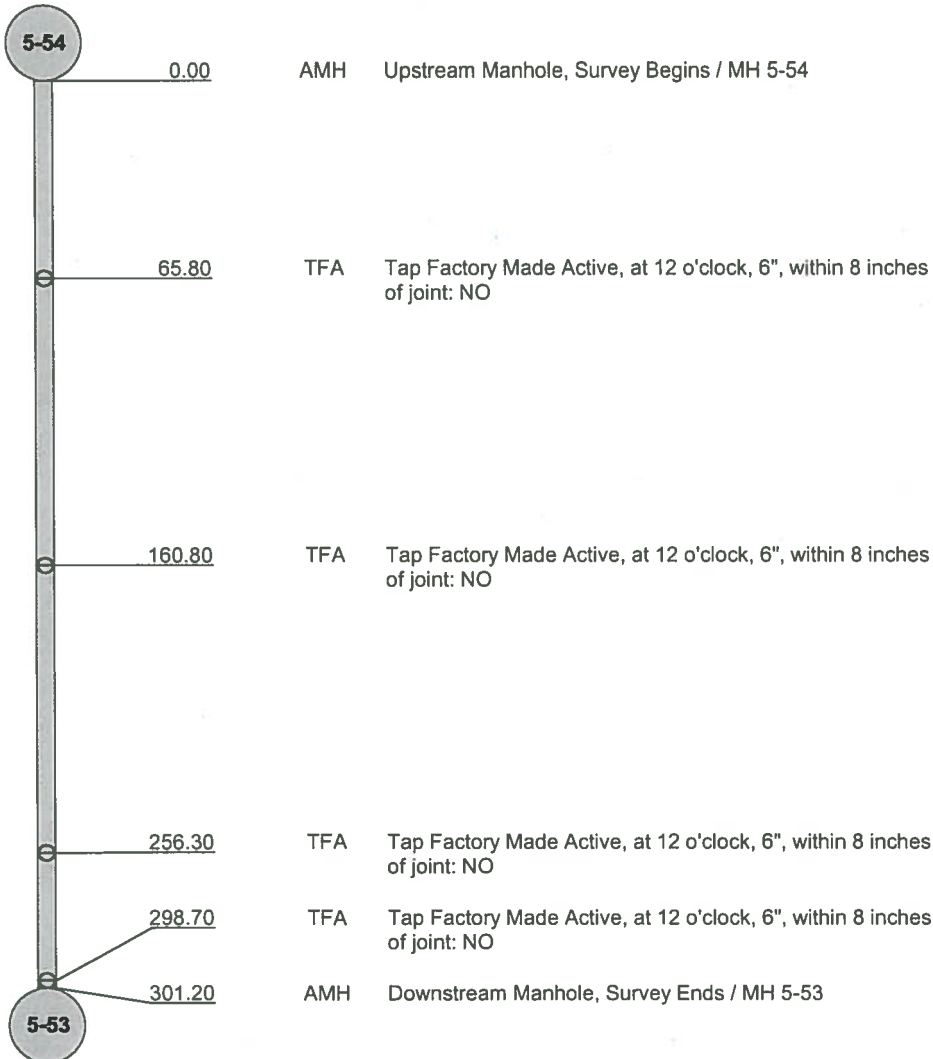 5-54
0.00 AMH Upstream Manhole, Survey Begins / MH 5-54
65.80 TFA Tap Factory Made Active, at 12 o'clock, 6", within 8 inches
of joint: NO
160.80 TFA Tap Factory Made Active, at 12 o'clock, 6", within 8 inches
of joint: NO
256.30 TFA Tap Factory Made Active, at 12 o'clock, 6", within 8 inches
of joint: NO
298.70 TFA Tap Factory Made Active, at 12 o'clock, 6", within 8 inches
of joint: NO
301.20 AMH Downstream Manhole, Survey Ends / MH 5-53
5-53